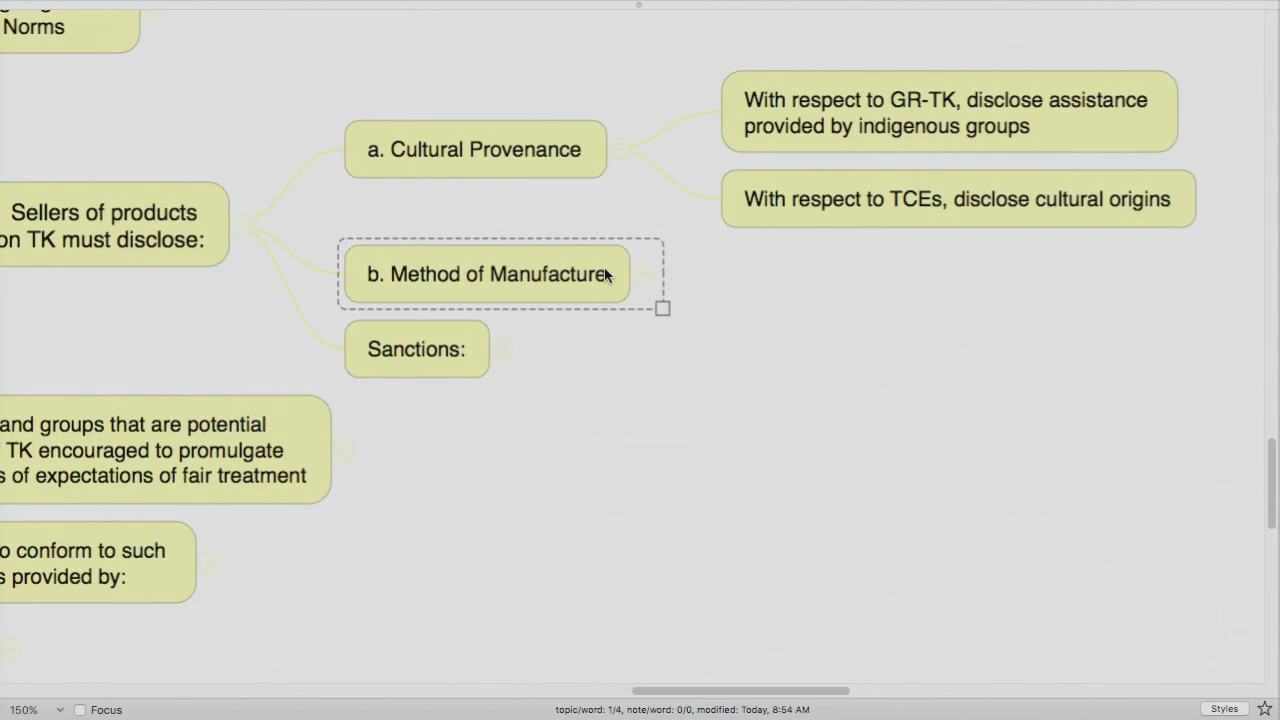 Norms
With respect to GR-TK, disclose assistance
provided by indigenous groups
a. Cultural Provenance
With respect to TCEs, disclose cultural origins
Sellers of products
on TK must disclose:
b. Method of Manufacture
Sanctions:
and groups that are potential
TK encouraged to promulgate
s of expectations of fair treatment
o conform to such
s provided by:
150%
Focus
topic/word: 1/4, note/word: 0/0, modified: Today, 8:54 AM
Styles